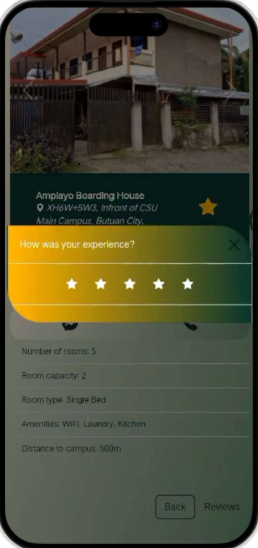 Amplayo Boarding House
XH6W+5W3, Infront of CSU
Main Campus, Butuan City,
How was your experience?
Number of rooms: 5
Room capacity: 2
Room type: Single Bed
Amenities: WiFi, Laundry, Kitchen
Distance to campus: 500m
Back Reviews